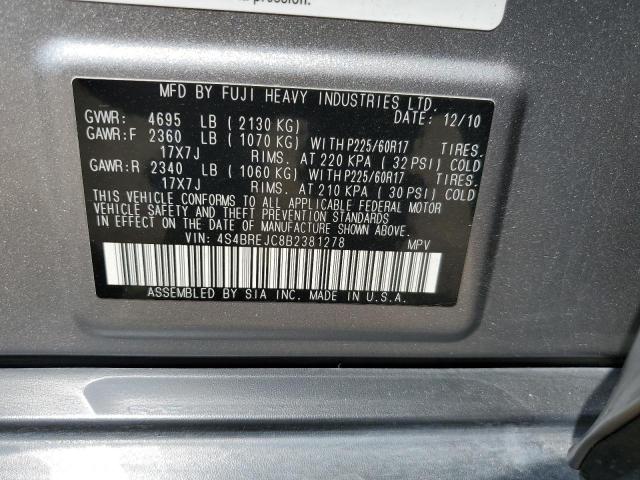 pression.
MFD BY FUJI HEAVY INDUSTRIES LTD.
GVWR: 4695 LB ( 2130 KG) DATE: 12/10
GAWR:F 2360 LB ( 1070 KG) WITH P225/60R17 TIRES.
17X7J RIMS. AT 220 KPA ( 32 PSI) COLD
GAWR:R 2340 LB ( 1060 KG) WITH P225/60R17 TIRES.
17X7J RIMS. AT 210 KPA ( 30 PSI) COLD
THIS VEHICLE CONFORMS TO ALL APPLICABLE FEDERAL MOTOR
VEHICLE SAFETY AND THEFT PREVENTION STANDARDS
IN EFFECT ON THE DATE OF MANUFACTURE SHOWN ABOVE.
VIN: 4S4BREJC8B2381278 MPV
ASSEMBLED BY SIA INC. MADE IN U.S.A.